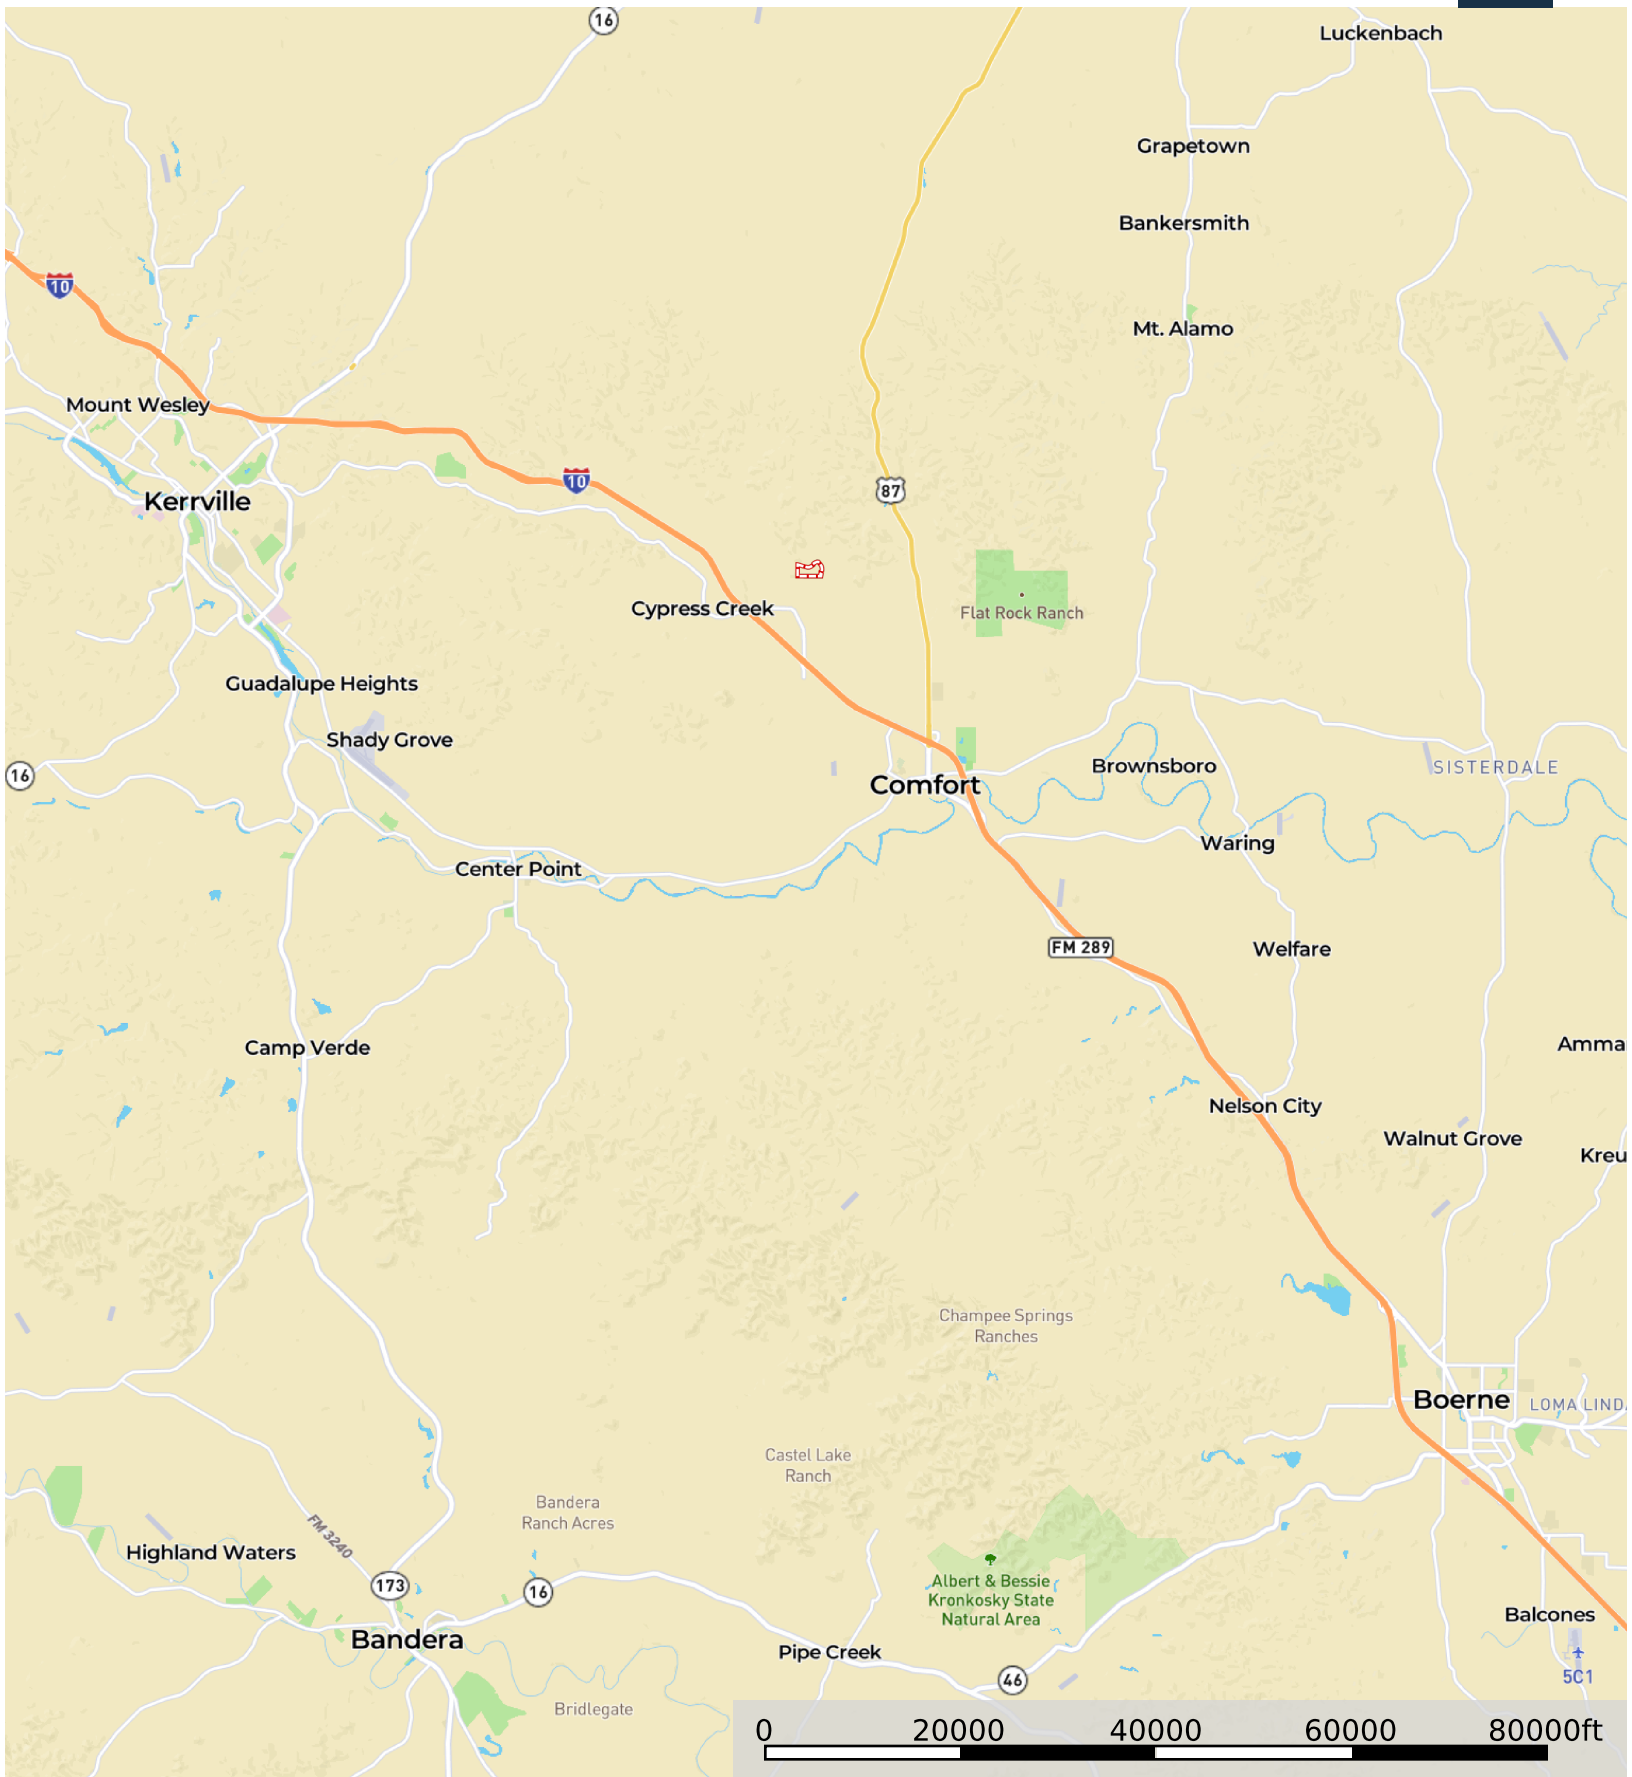 16
Luckenbach
Grapetown
Bankersmith
10
Mt. Alamo
Mount Wesley
10
87
Kerrville
Cypress Creek
Flat Rock Ranch
Guadalupe Heights
Shady Grove
16
Brownsboro
SISTERDALE
Comfort
Waring
Center Point
FM 289
Welfare
Camp Verde
Amma
Nelson City
Walnut Grove
Kreu
Champee Springs
Ranches
Boerne
LOMA LINDA
Castel Lake
Ranch
Bandera
Ranch Acres
FM 3240
Highland Waters
173
16
Albert & Bessie
Kronkosky State
Natural Area
Balcones
Bandera
Pipe Creek
46
5C1
Bridlegate
0 20000 40000 60000 80000ft